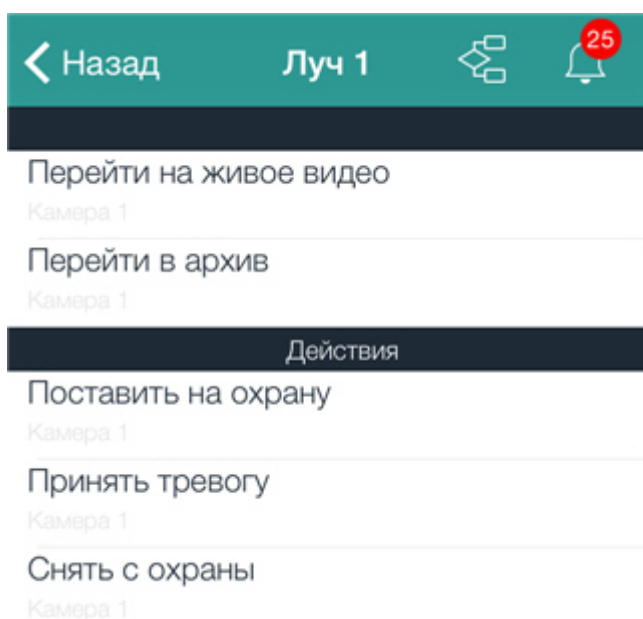 Назад Луч 1 25
Перейти на живое видео
Камера 1
Перейти в архив
Камера 1
Действия
Поставить на охрану
Камера 1
Принять тревогу
Камера 1
Снять с охраны
Камера 1